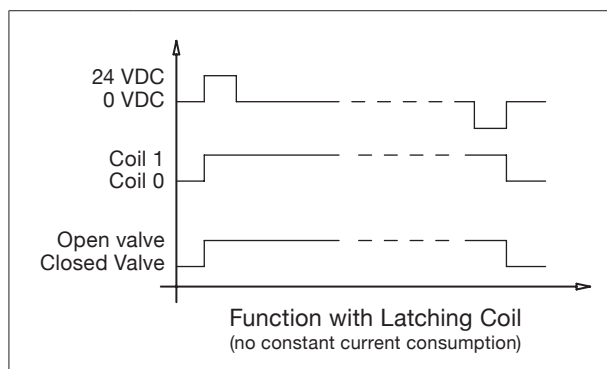 24 VDC
0 VDC
Coil 1
Coil 0
Open valve
Closed Valve
Function with Latching Coil
(no constant current consumption)